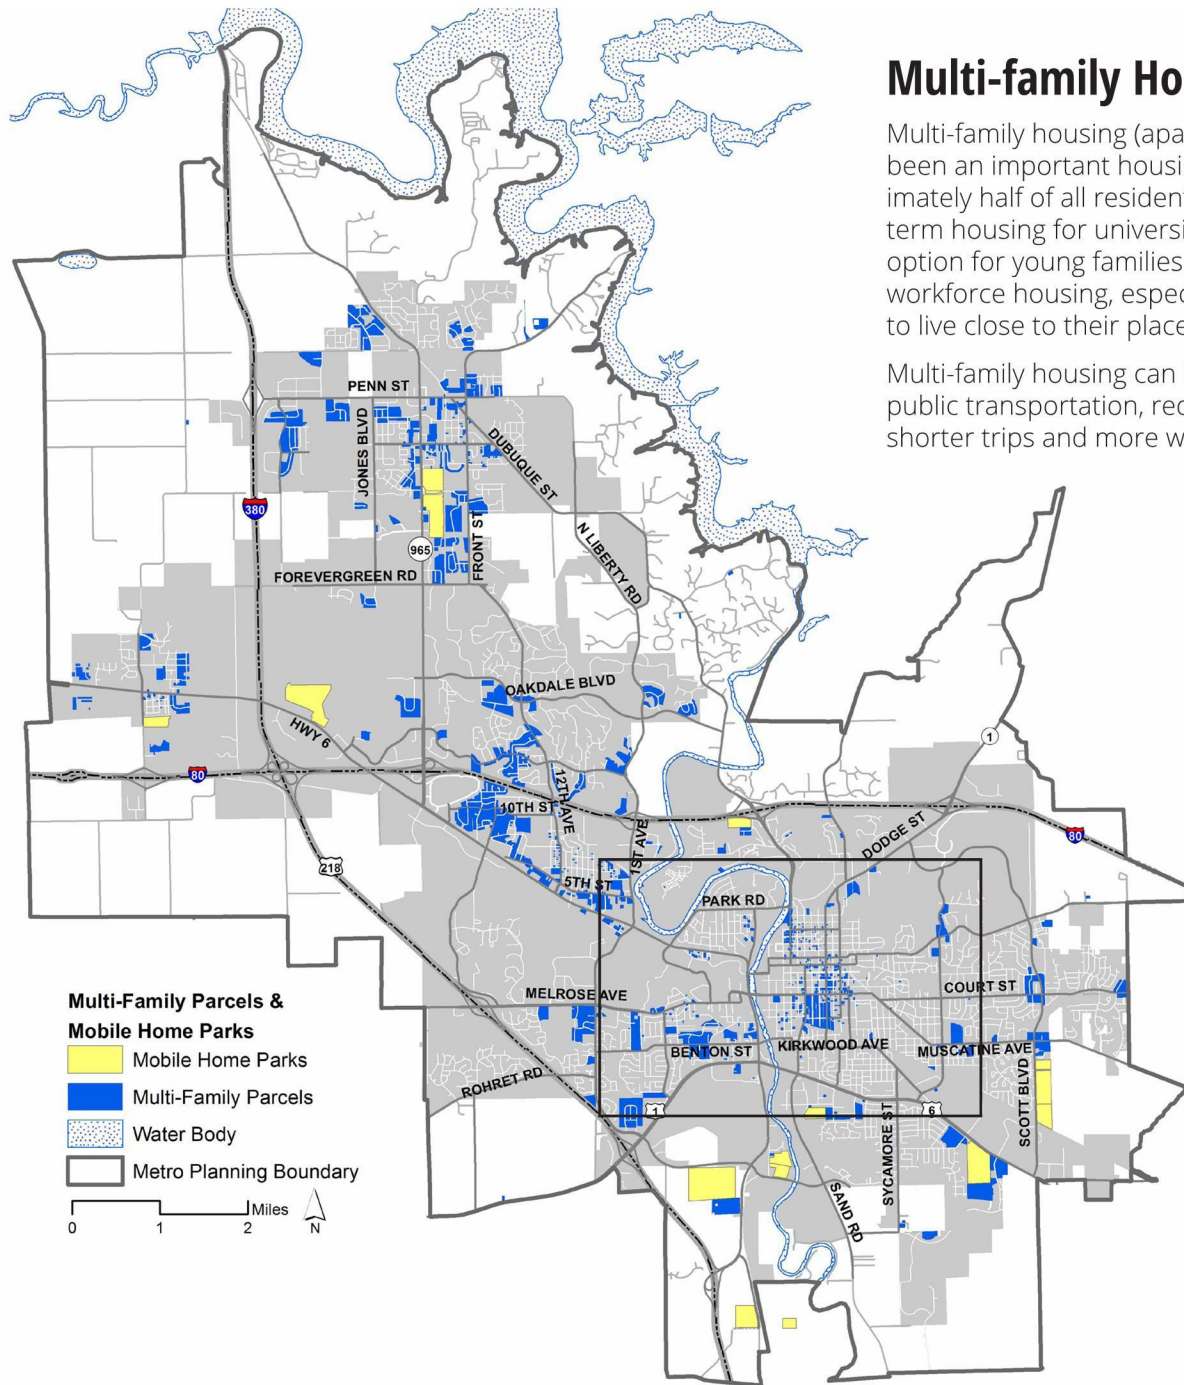 Multi-family Ho
Multi-family housing (apa
been an important housi
imately half of all resident
term housing for universi
option for young families
workforce housing, espec
to live close to their place
Multi-family housing can
public transportation, red
shorter trips and more w
PENN ST
JONES BLVD
DUBUQUE ST
380
965
FRONT ST
N LIBERTY RD
FOREVERGREEN RD
OAKDALE BLVD
HWY 6
1
80
12TH AVE
10TH ST
1ST AVE
DODGE ST
80
218
5TH ST
PARK RD
MELROSE AVE
COURT ST
BENTON ST
KIRKWOOD AVE
MUSCATINE AVE
ROHRET RD
1
6
SCOTT BLVD
SYCAMORE ST
SAND RD
Multi-Family Parcels &
Mobile Home Parks
Mobile Home Parks
Multi-Family Parcels
Water Body
Metro Planning Boundary
0 1 2 Miles
N